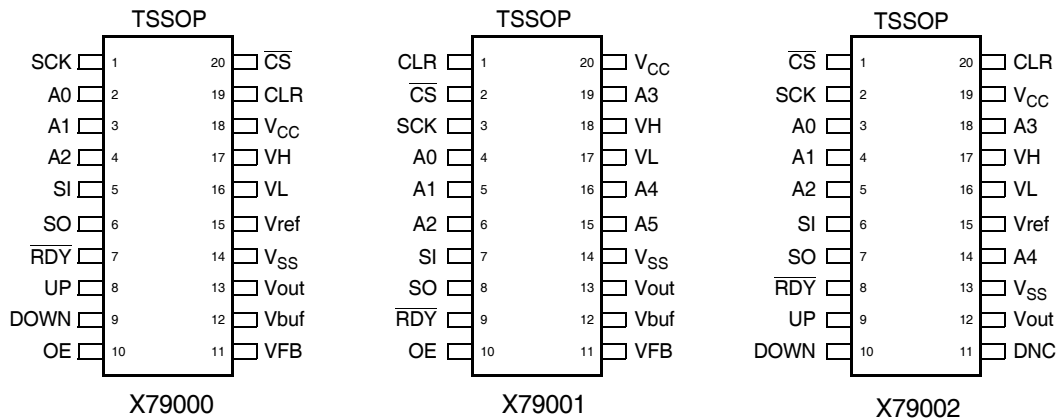 TSSOP
SCK 1 20 C̅S̅
A0 2 19 CLR
A1 3 18 VCC
A2 4 17 VH
SI 5 16 VL
SO 6 15 Vref
R̅D̅Y̅ 7 14 VSS
UP 8 13 Vout
DOWN 9 12 Vbuf
OE 10 11 VFB
X79000
TSSOP
CLR 1 20 VCC
C̅S̅ 2 19 A3
SCK 3 18 VH
A0 4 17 VL
A1 5 16 A4
A2 6 15 A5
SI 7 14 VSS
SO 8 13 Vout
R̅D̅Y̅ 9 12 Vbuf
OE 10 11 VFB
X79001
TSSOP
C̅S̅ 1 20 CLR
SCK 2 19 VCC
A0 3 18 A3
A1 4 17 VH
A2 5 16 VL
SI 6 15 Vref
SO 7 14 A4
R̅D̅Y̅ 8 13 VSS
UP 9 12 Vout
DOWN 10 11 DNC
X79002